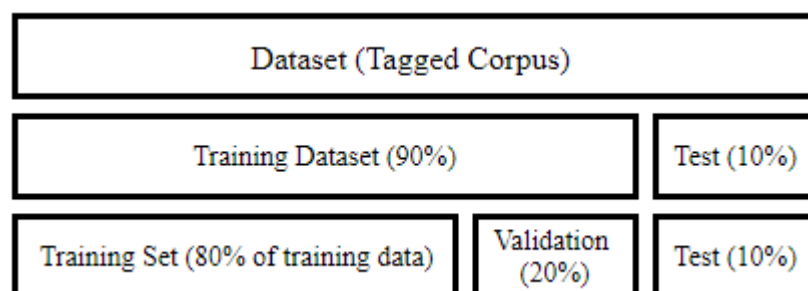 Dataset (Tagged Corpus)
Training Dataset (90%)
Test (10%)
Training Set (80% of training data)
Validation
(20%)
Test (10%)